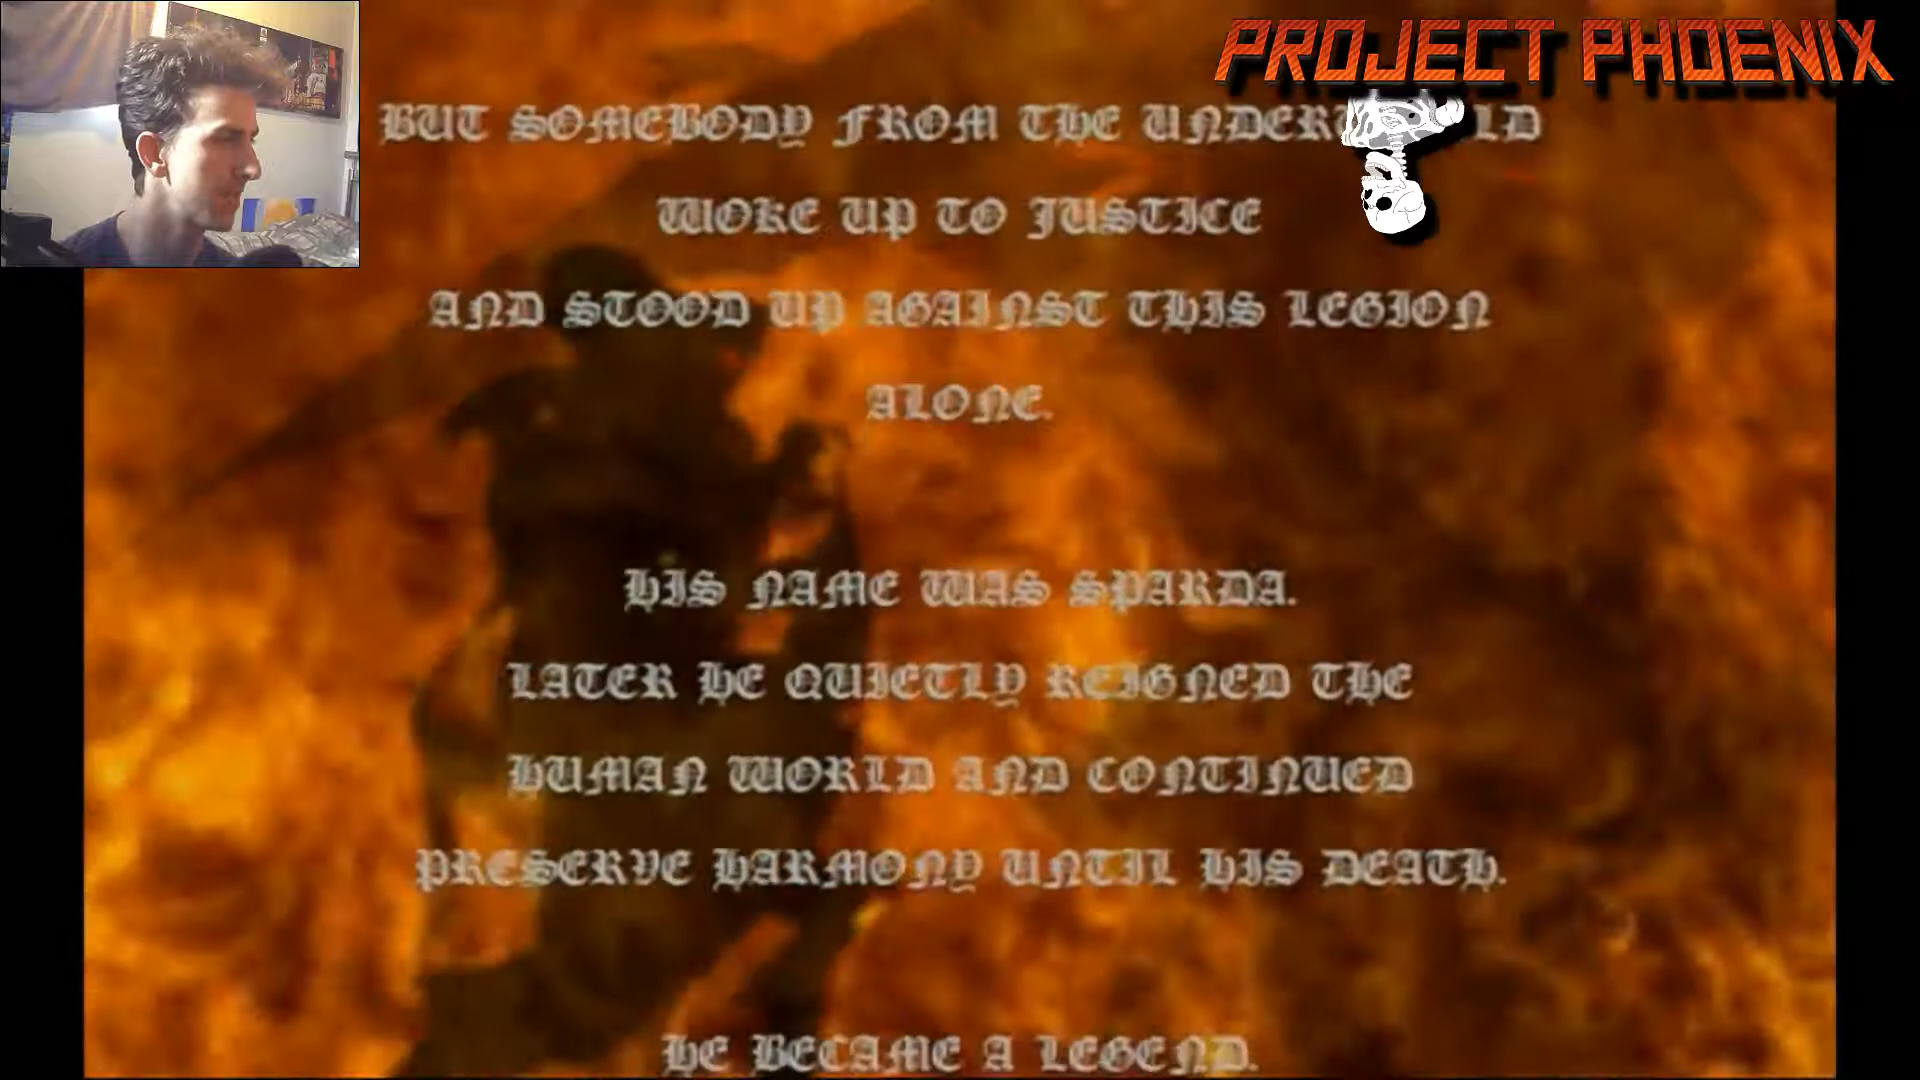 PROJECT PHOENIX
BUT SOMEBODY FROM THE
WOKE UP TO JUSTICE
AND STOOD UP AGAINST THIS LEGION
ALONE.
HIS NAME WAS SPARDA.
LATER HE QUIETLY REIGNED THE
HUMAN WORLD AND CONTINUED
PRESERVE HARMONY UNTIL HIS DEATH.
HE BECAME A LEGEND.